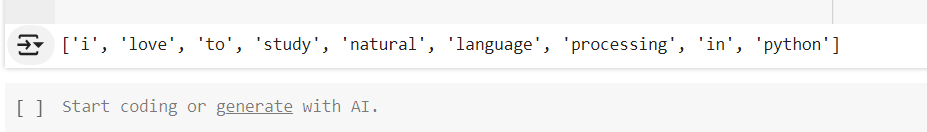 ['i', 'love', 'to', 'study', 'natural', 'language', 'processing', 'in', 'python']
[ ] Start coding or generate with AI.